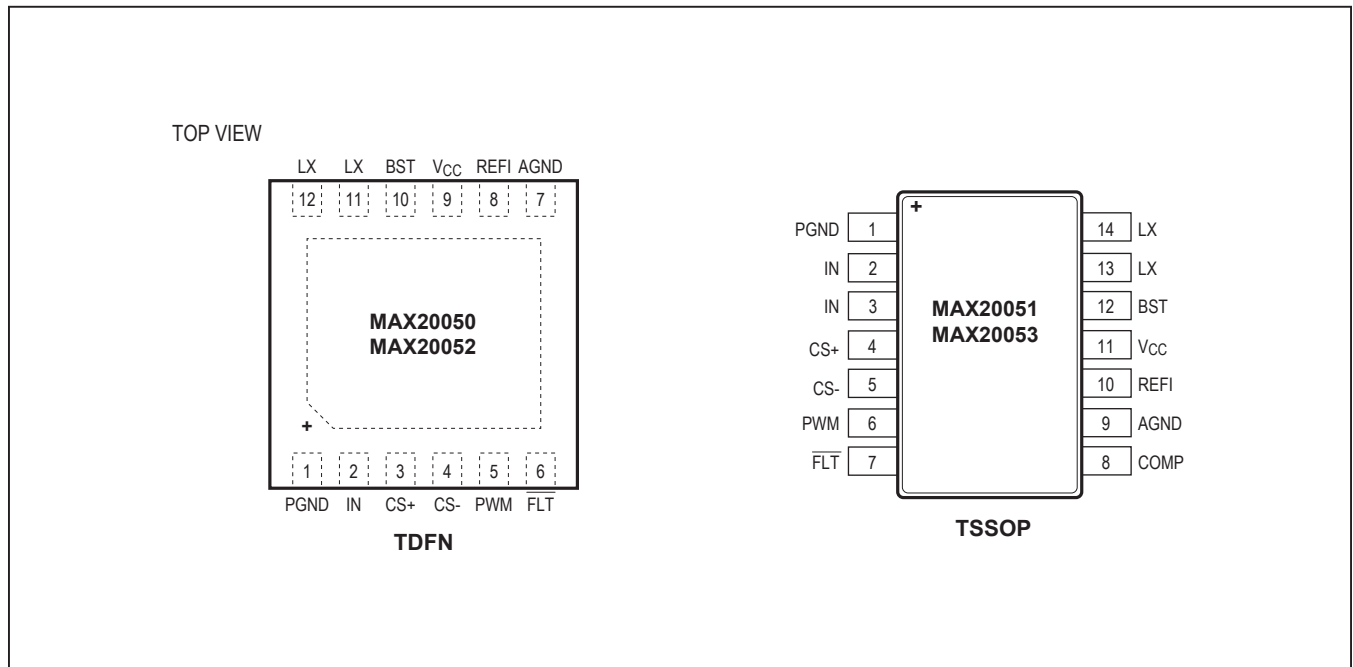 TOP VIEW
LX LX BST VCC REFI AGND
12 11 10 9 8 7
MAX20050
MAX20052
+
1 2 3 4 5 6
PGND IN CS+ CS- PWM FLT
TDFN
+
PGND 1 14 LX
IN 2 13 LX
IN 3 12 BST
MAX20051
MAX20053
CS+ 4 11 VCC
CS- 5 10 REFI
PWM 6 9 AGND
FLT 7 8 COMP
TSSOP